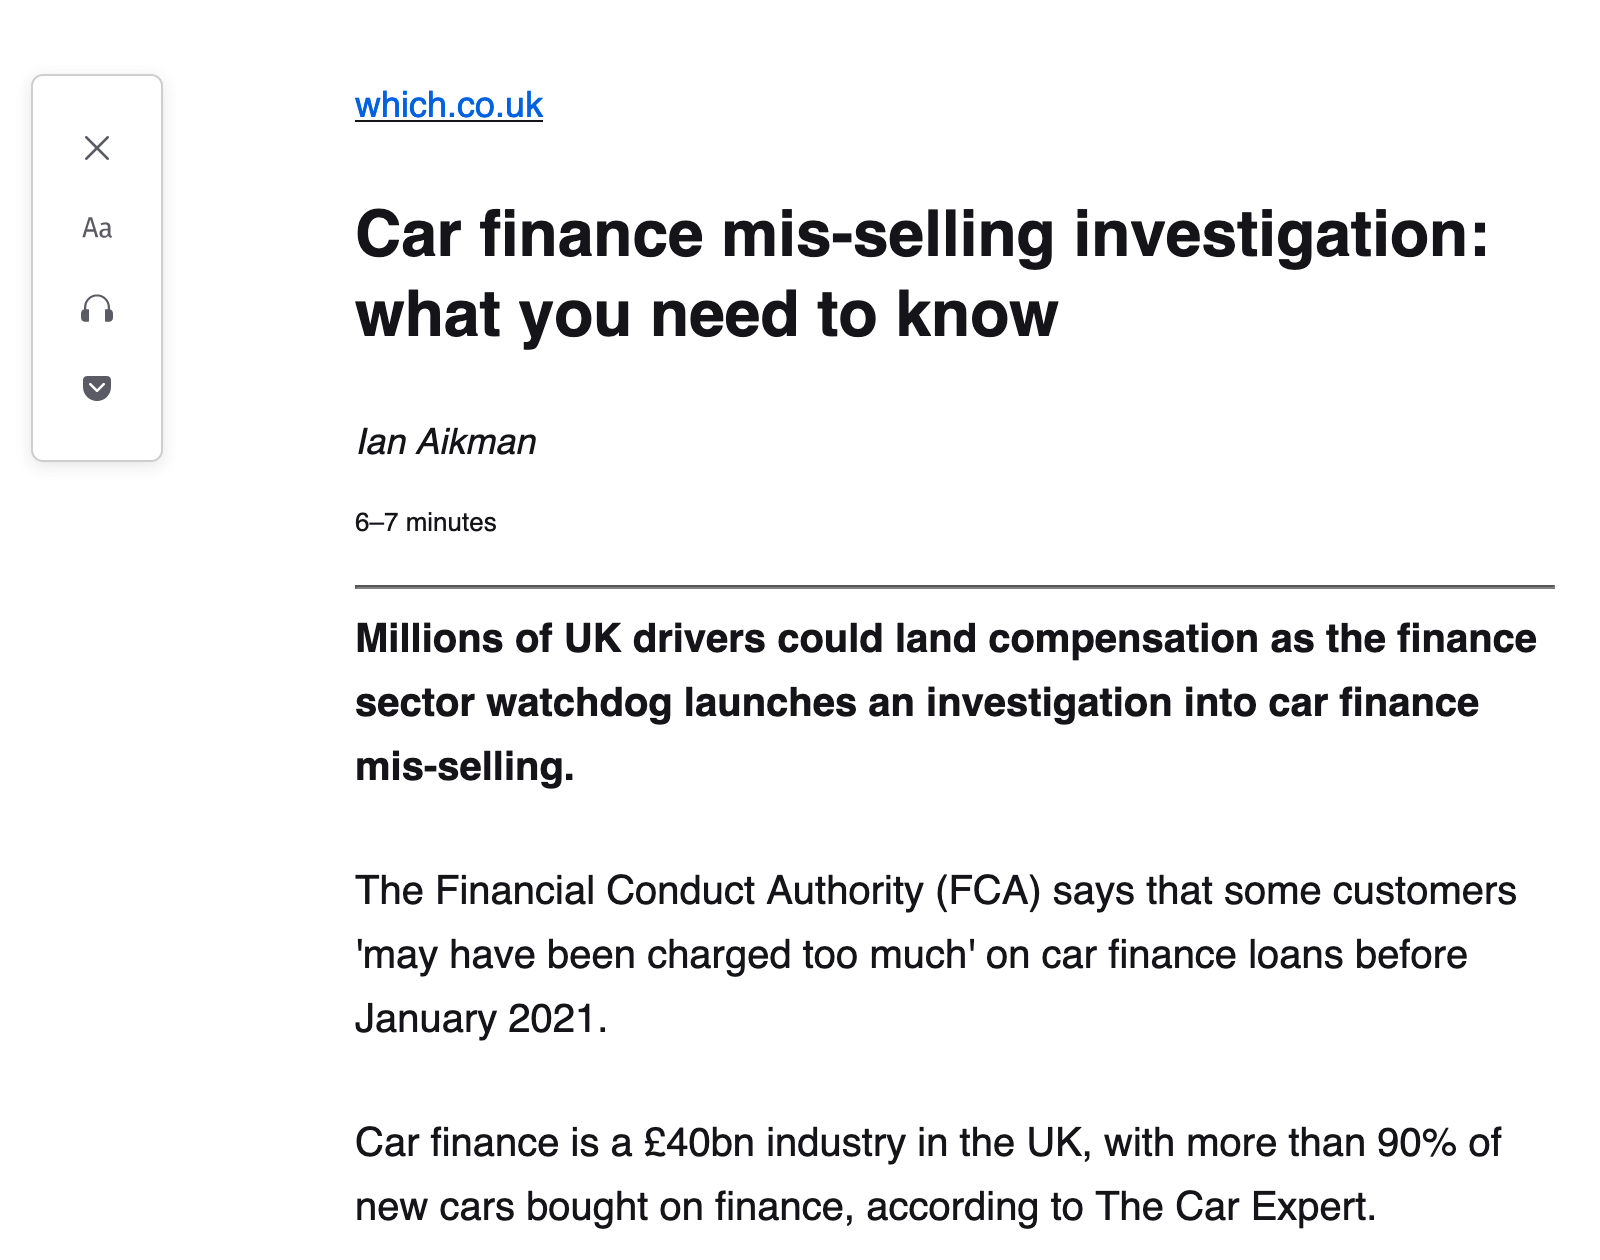 which.co.uk
Car finance mis-selling investigation:
what you need to know
Ian Aikman
6–7 minutes
Millions of UK drivers could land compensation as the finance
sector watchdog launches an investigation into car finance
mis-selling.
The Financial Conduct Authority (FCA) says that some customers
'may have been charged too much' on car finance loans before
January 2021.
Car finance is a £40bn industry in the UK, with more than 90% of
new cars bought on finance, according to The Car Expert.
Aa